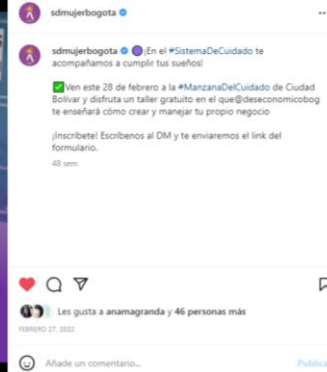 sdmujerbogota
sdmujerbogota ¡En el #SistemaDeCuidado te
acompañamos a cumplir tus sueños!
Ven este 28 de febrero a la #ManzanaDelCuidado de Ciudad
Bolívar y disfruta un taller gratuito en el que@deseconomicobog
te enseñará cómo crear y manejar tu propio negocio
¡Inscríbete! Escríbenos al DM y te enviaremos el link del
formulario.
48 sem
Les gusta a anamagranda y 46 personas más
FEBRERO 27, 2022
Añade un comentario...
Publica